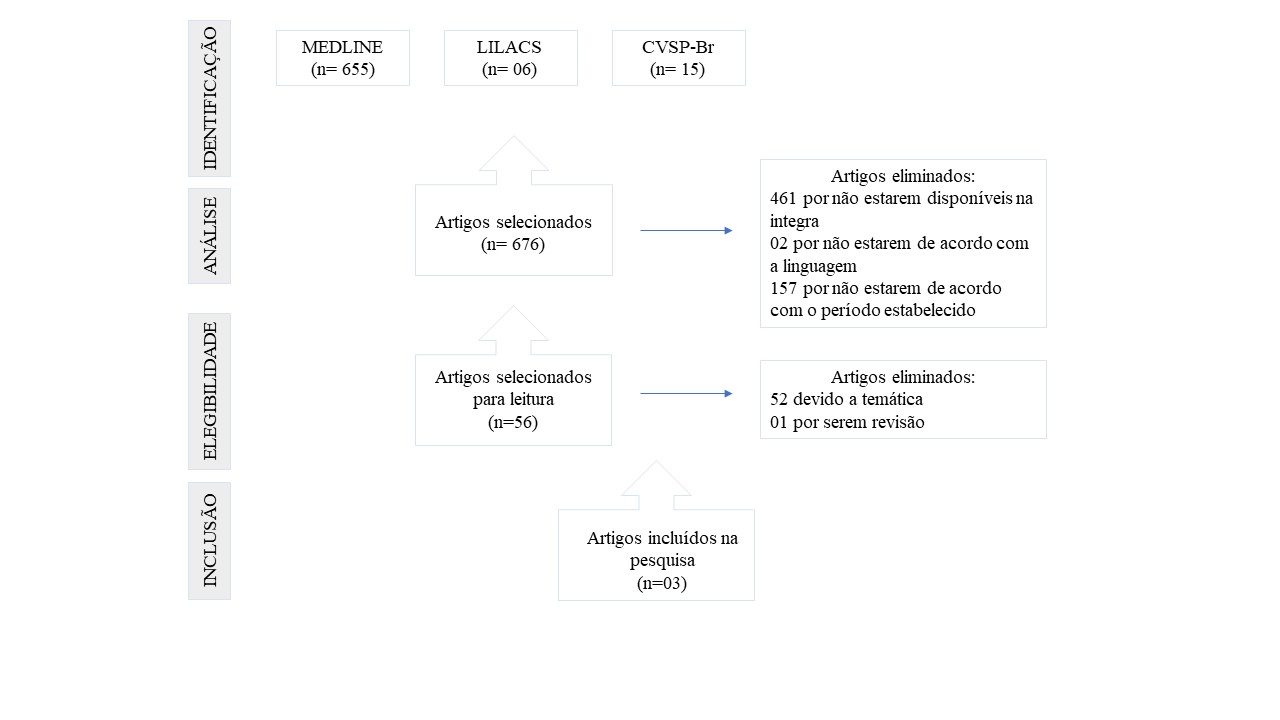 IDENTIFICAÇÃO
MEDLINE
(n= 655)
LILACS
(n= 06)
CVSP-Br
(n= 15)
ANÁLISE
Artigos selecionados
(n= 676)
Artigos eliminados:
461 por não estarem disponíveis na
integra
02 por não estarem de acordo com
a linguagem
157 por não estarem de acordo
com o período estabelecido
ELEGIBILIDADE
Artigos selecionados
para leitura
(n=56)
Artigos eliminados:
52 devido a temática
01 por serem revisão
INCLUSÃO
Artigos incluídos na
pesquisa
(n=03)